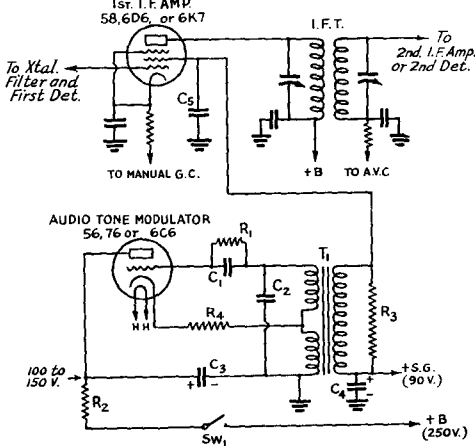 1ST. I.F. AMP.
58,6D6, or 6K7
I.F.T.
To
2nd. I.F. Amp.
or 2nd Det.
To Xtal.
Filter and
First Det.
C5
TO MANUAL G.C.
+B
TO A.V.C
AUDIO TONE MODULATOR
56,76 or 6C6
R1
C1
C2
T1
R3
H H
R4
100 to
150 V.
C3
+ -
R2
C4
+
-
+S.G.
(90V.)
SW1
+B
(250V.)